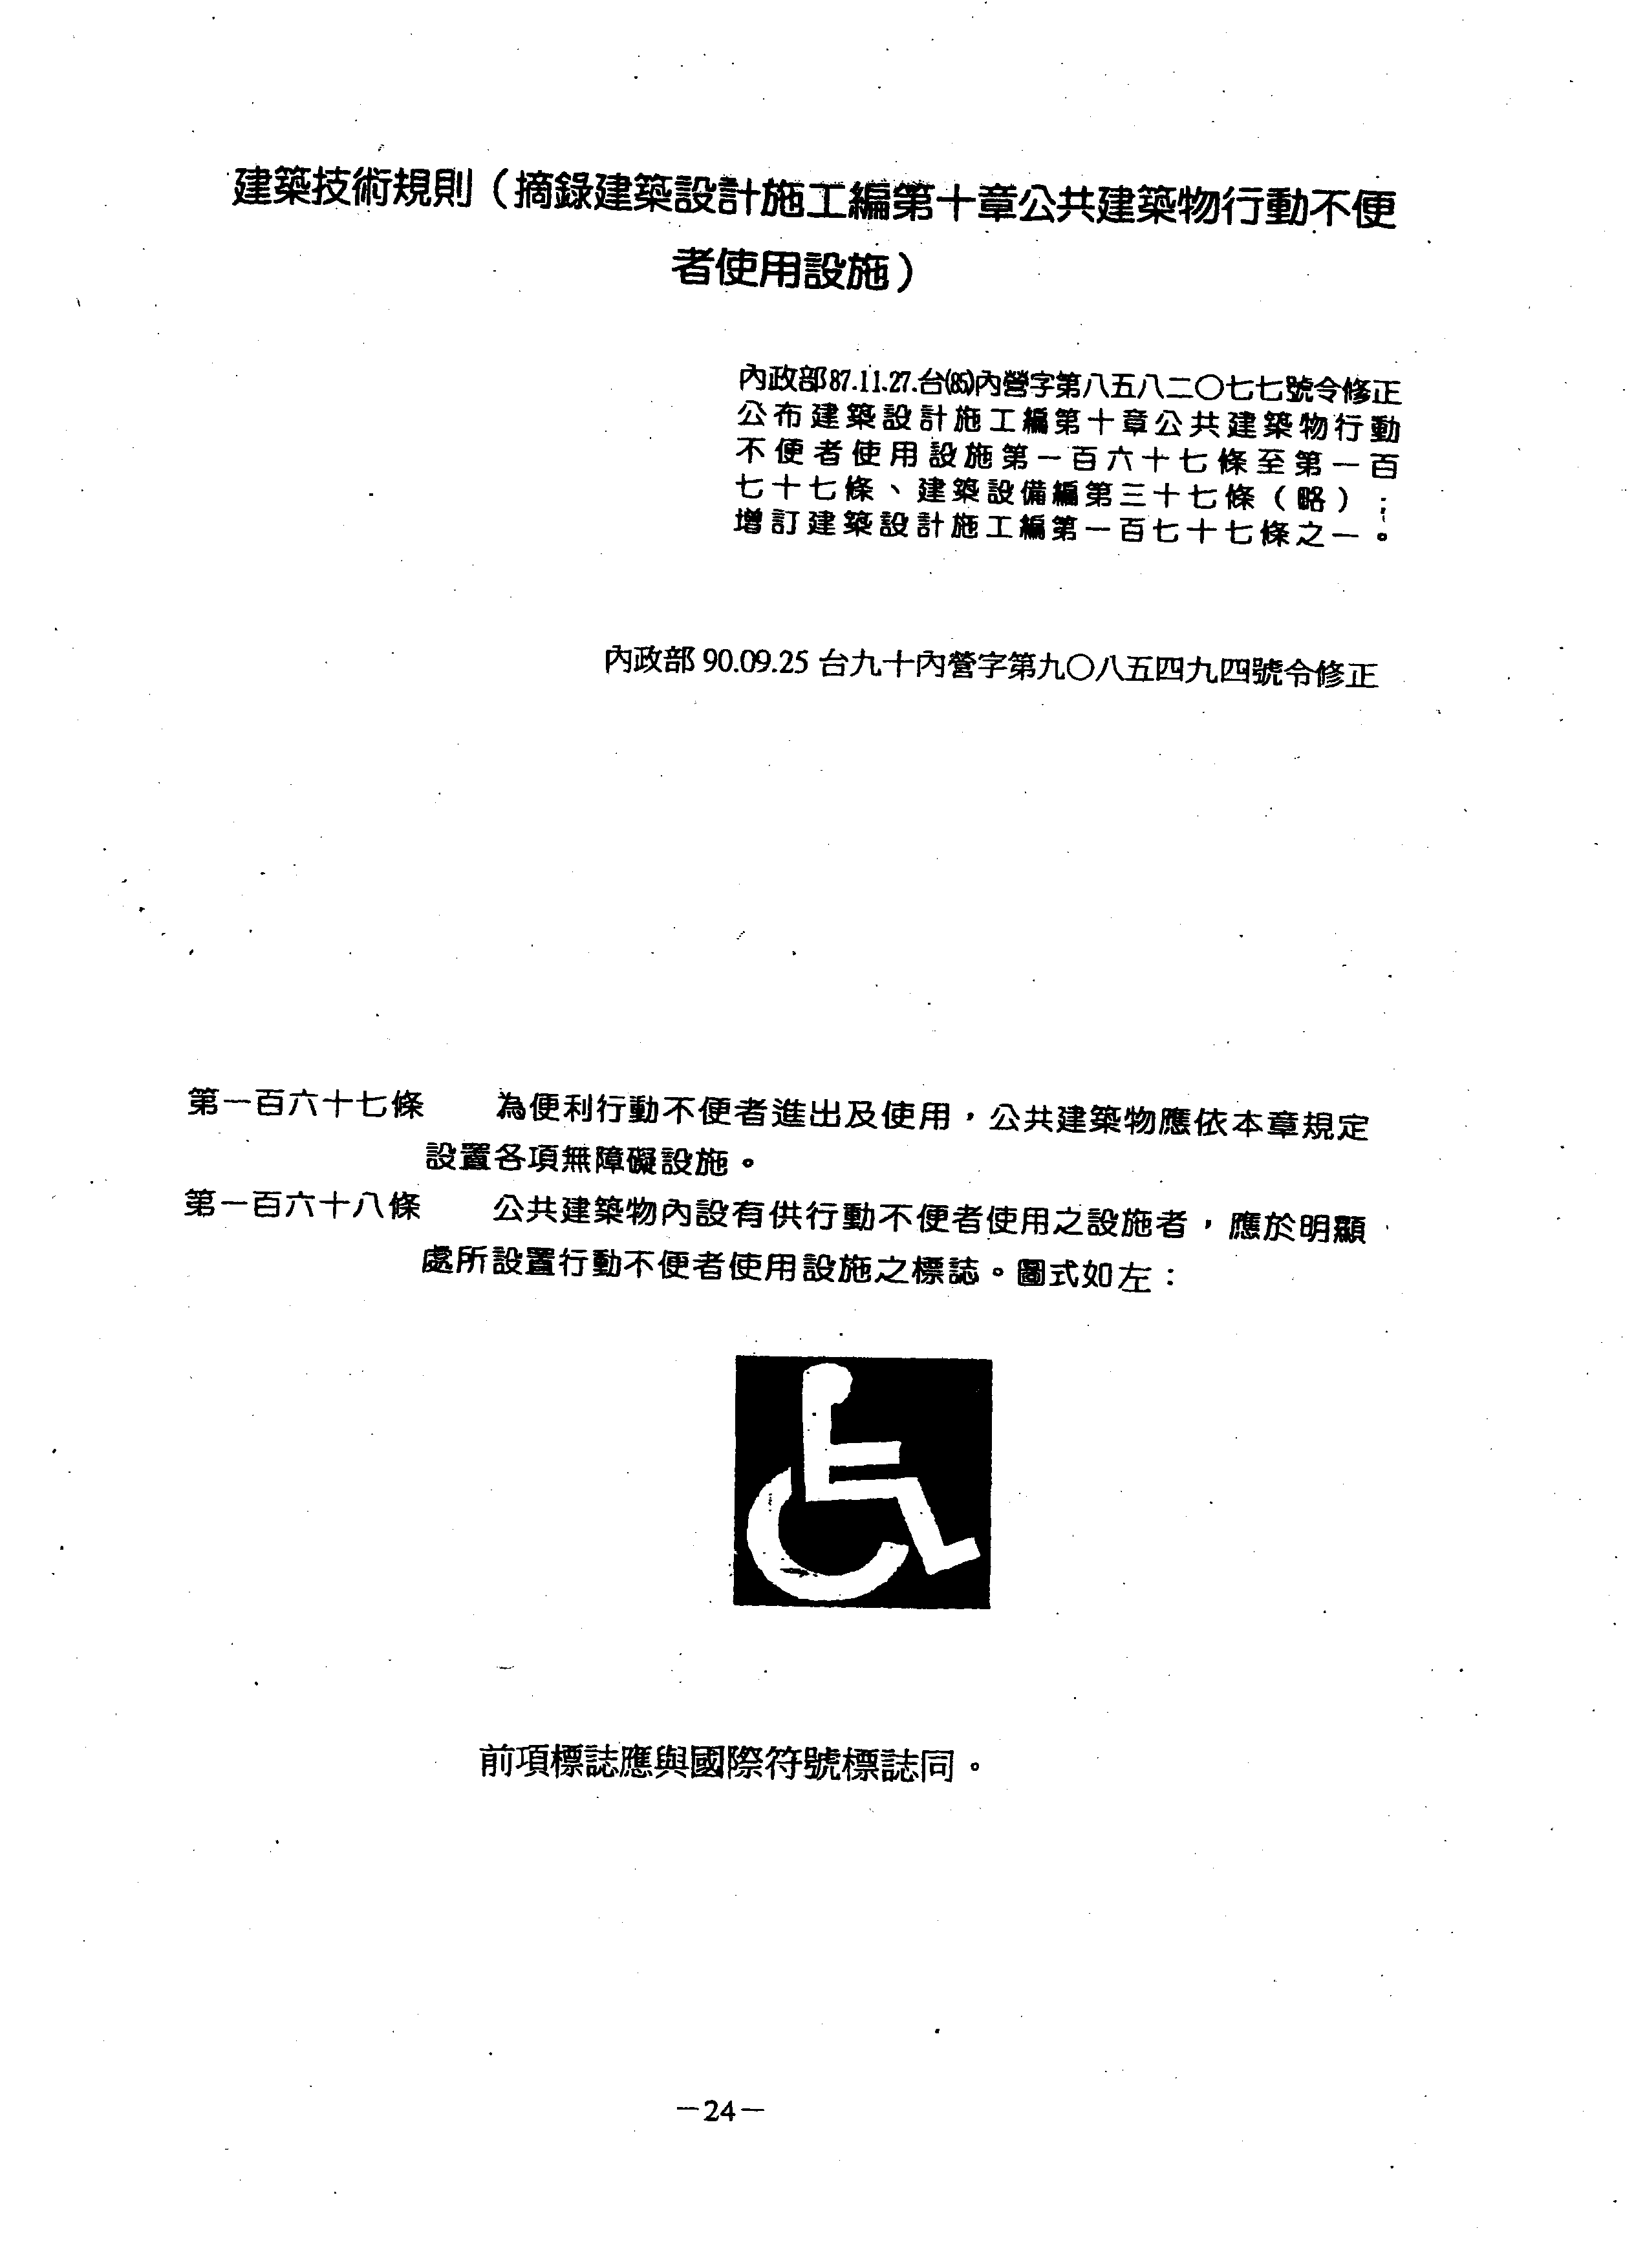 建築技術規則（摘錄建築設計施工編第十章公共建築物行動不便
者使用設施）
內政部87.11.27.台(85)內營字第八五八二〇七七號令修正
公布建築設計施工編第十章公共建築物行動
不便者使用設施第一百六十七條至第一百
七十七條、建築設備編第三十七條（略）；
增訂建築設計施工編第一百七十七條之一。
內政部 90.09.25 台九十內營字第九〇八五四九四號令修正
第一百六十七條　　為便利行動不便者進出及使用，公共建築物應依本章規定
設置各項無障礙設施。
第一百六十八條　　公共建築物內設有供行動不便者使用之設施者，應於明顯
處所設置行動不便者使用設施之標誌。圖式如左：
前項標誌應與國際符號標誌同。
－24－